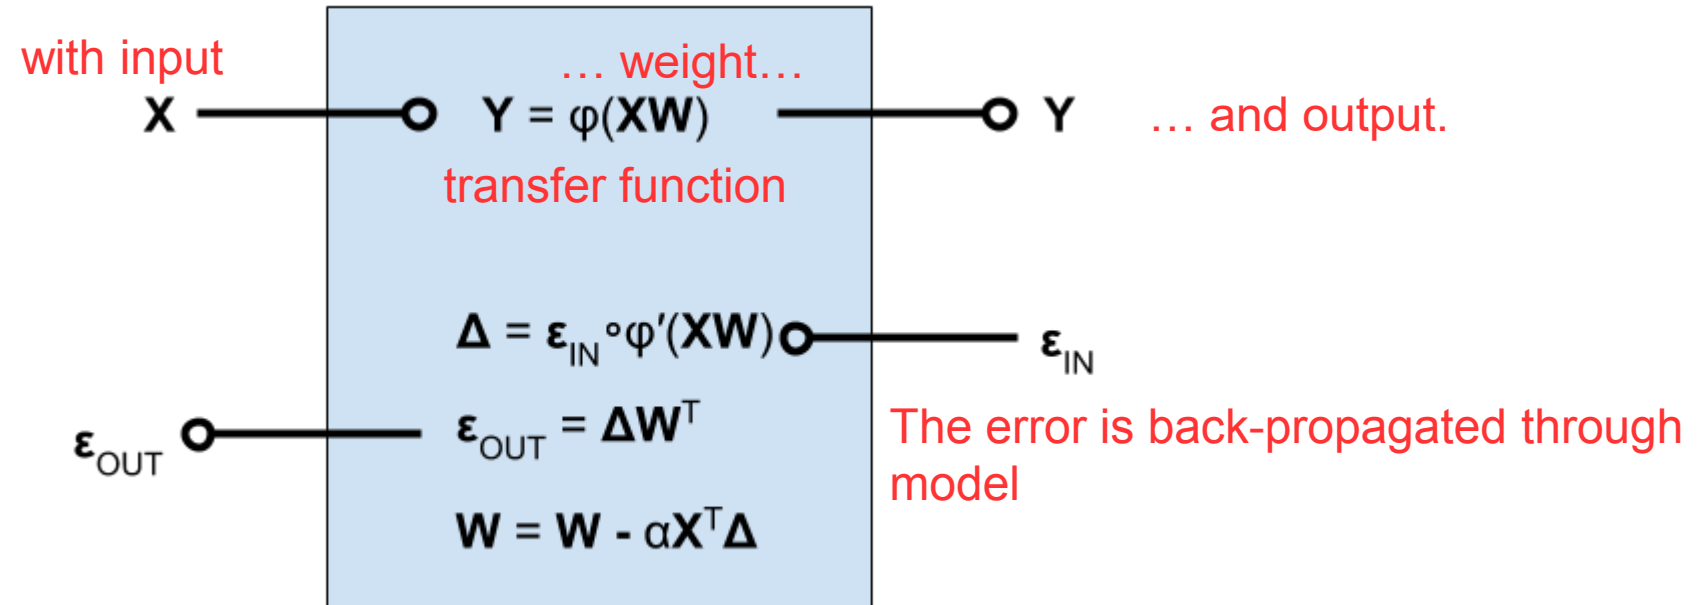 with input
… weight…
X Y = φ(XW) Y … and output.
transfer function
Δ = ε_IN ∘φ′(XW) ε_IN
ε_OUT ε_OUT = ΔW^T
The error is back-propagated through
model
W = W - αX^TΔ